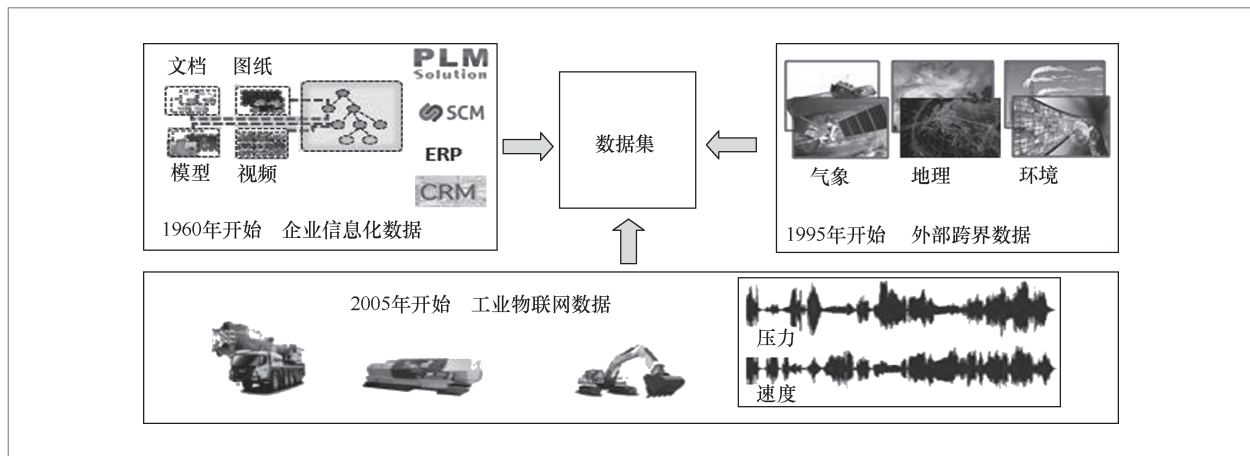 文档 图纸
PLM
Solution
SCM
ERP
CRM
模型 视频
1960年开始 企业信息化数据
数据集
气象 地理 环境
1995年开始 外部跨界数据
2005年开始 工业物联网数据
压力
速度